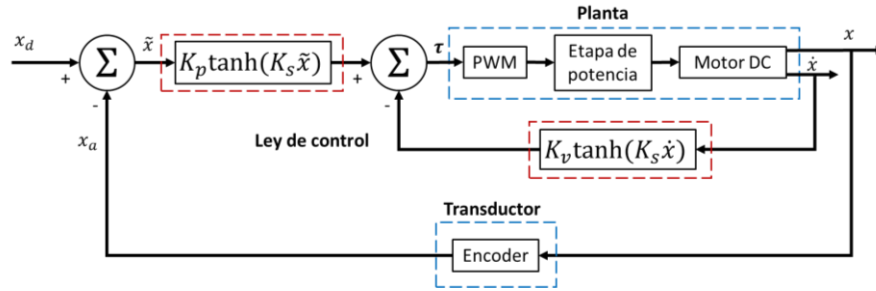 Planta
x_d
Σ
x̃
K_p tanh(K_s x̃)
Σ
τ
PWM
Etapa de
potencia
Motor DC
x
ẋ
+
-
+
-
x_a
Ley de control
K_v tanh(K_s ẋ)
Transductor
Encoder